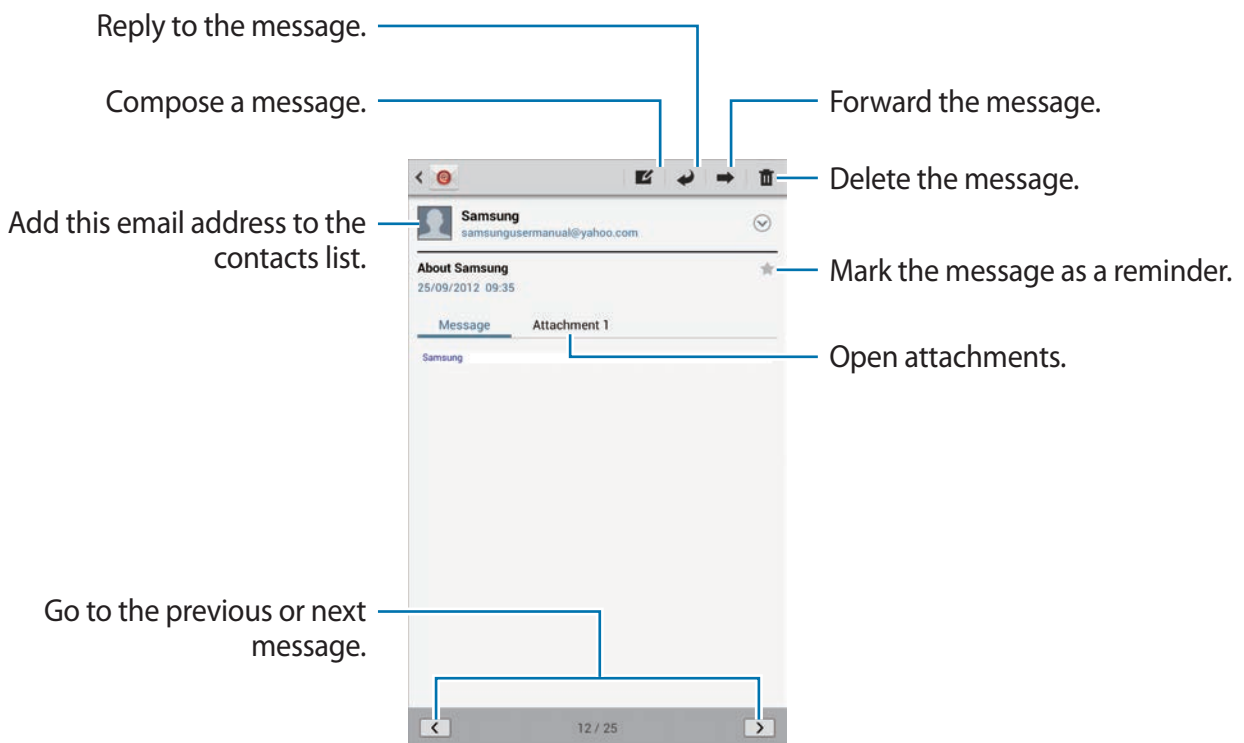 Reply to the message.
Compose a message.
Forward the message.
Delete the message.
Samsung
samsungusermanual@yahoo.com
Add this email address to the
contacts list.
About Samsung
25/09/2012 09:35
Mark the message as a reminder.
Message Attachment 1
Samsung
Open attachments.
Go to the previous or next
message.
12 / 25